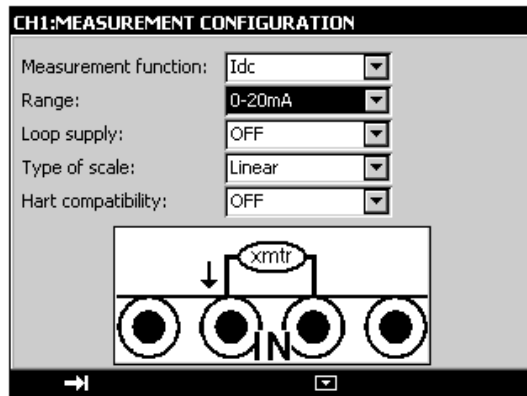 CH1:MEASUREMENT CONFIGURATION
Measurement function: Idc
Range: 0-20mA
Loop supply: OFF
Type of scale: Linear
Hart compatibility: OFF
xmtr
IN